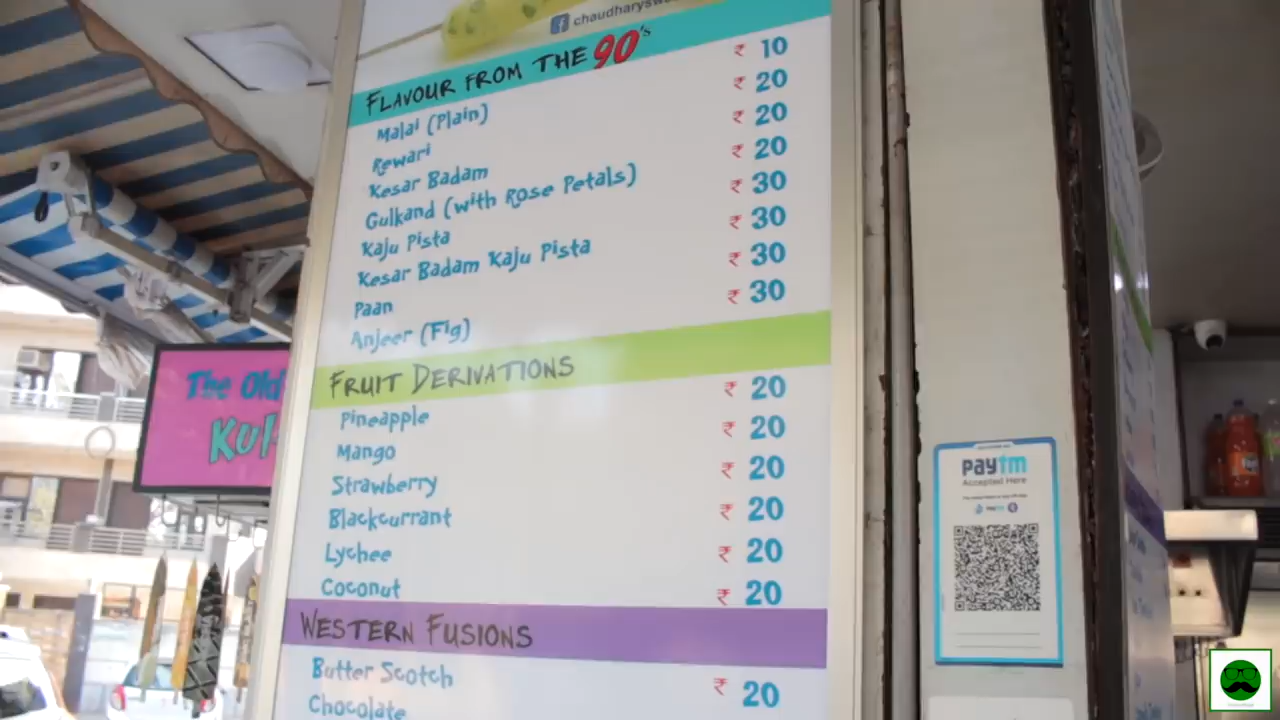 chaudharyswe
FLAVOUR FROM THE 90's
Malai (Plain) ₹ 10
Rewari ₹ 20
Kesar Badam ₹ 20
Gulkand (with Rose Petals) ₹ 20
Kaju Pista ₹ 30
Kesar Badam Kaju Pista ₹ 30
Paan ₹ 30
Anjeer (Fig) ₹ 30
FRUIT DERIVATIONS
Pineapple ₹ 20
Mango ₹ 20
Strawberry ₹ 20
Blackcurrant ₹ 20
Lychee ₹ 20
Coconut ₹ 20
WESTERN FUSIONS
Butter Scotch ₹ 20
Chocolate
The Old
Kul
paytm
Accepted Here